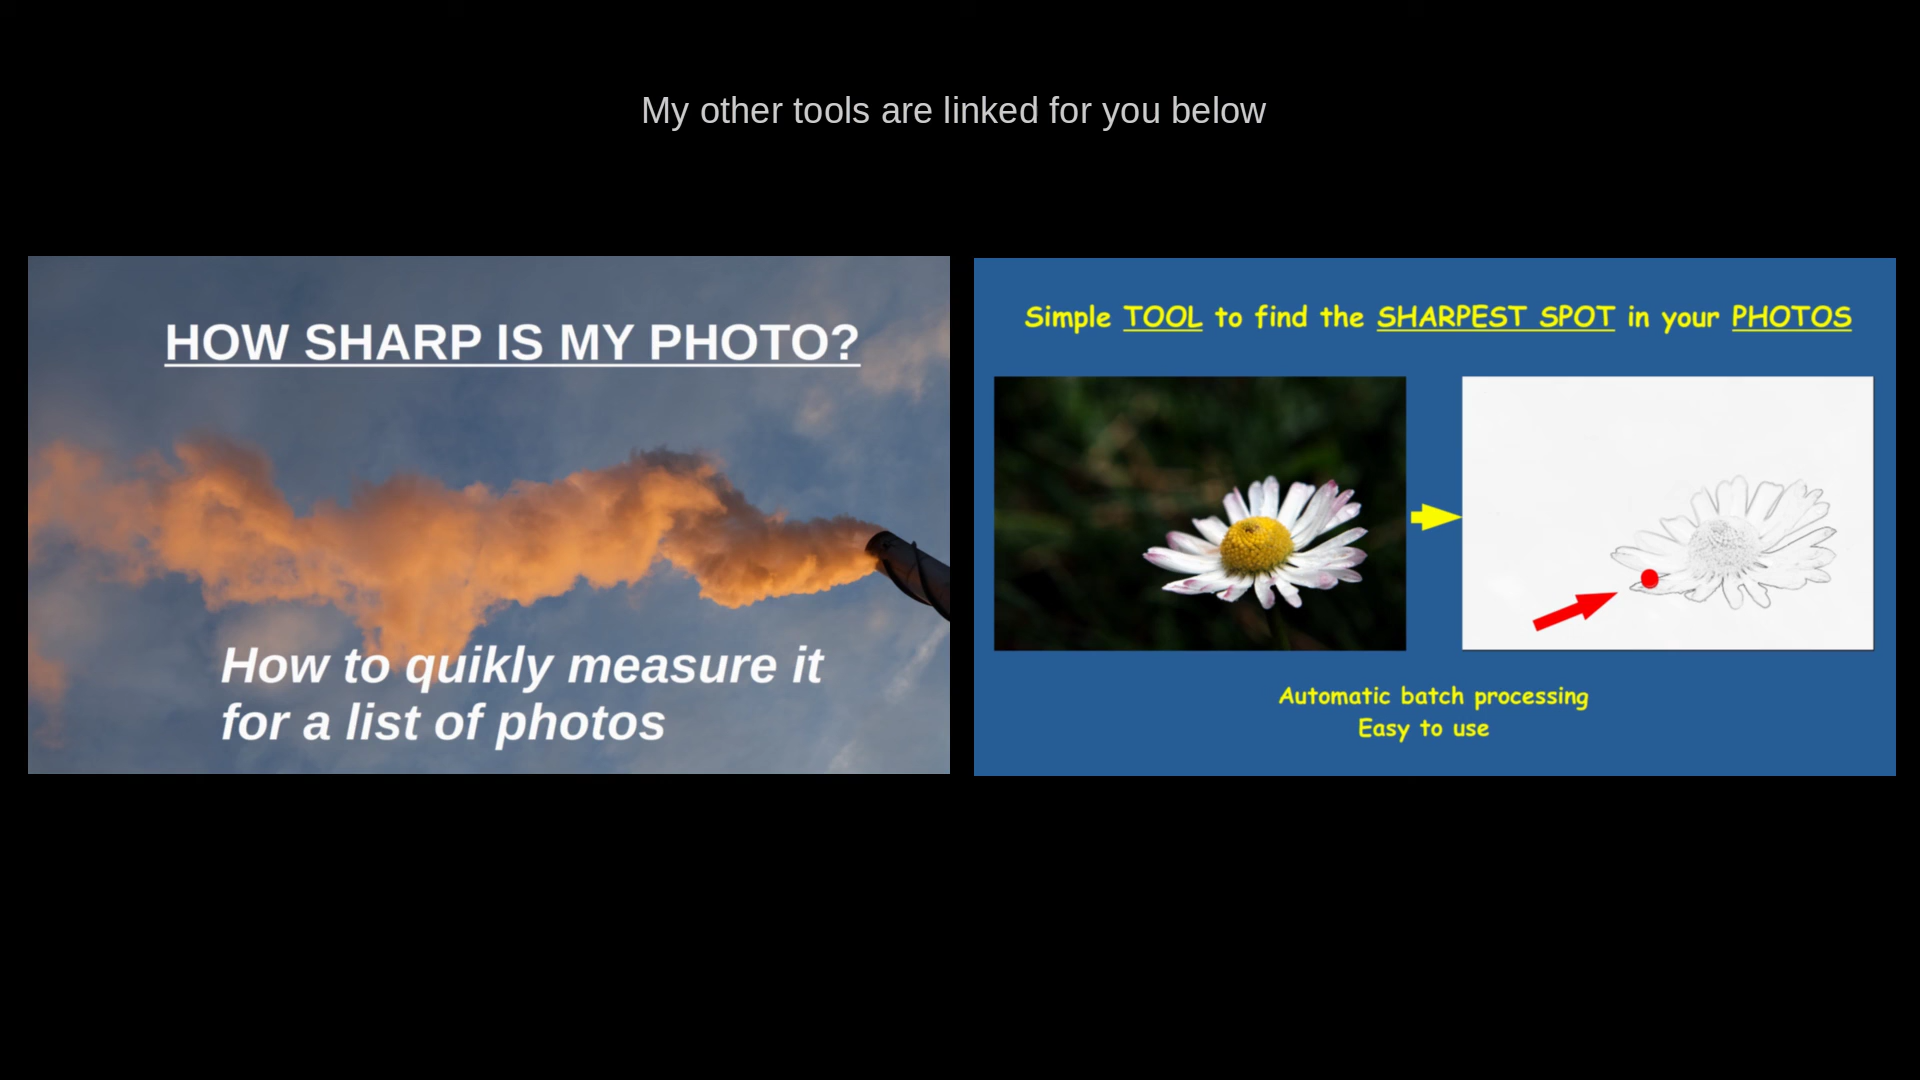 My other tools are linked for you below
HOW SHARP IS MY PHOTO?
How to quikly measure it
for a list of photos
Simple TOOL to find the SHARPEST SPOT in your PHOTOS
Automatic batch processing
Easy to use